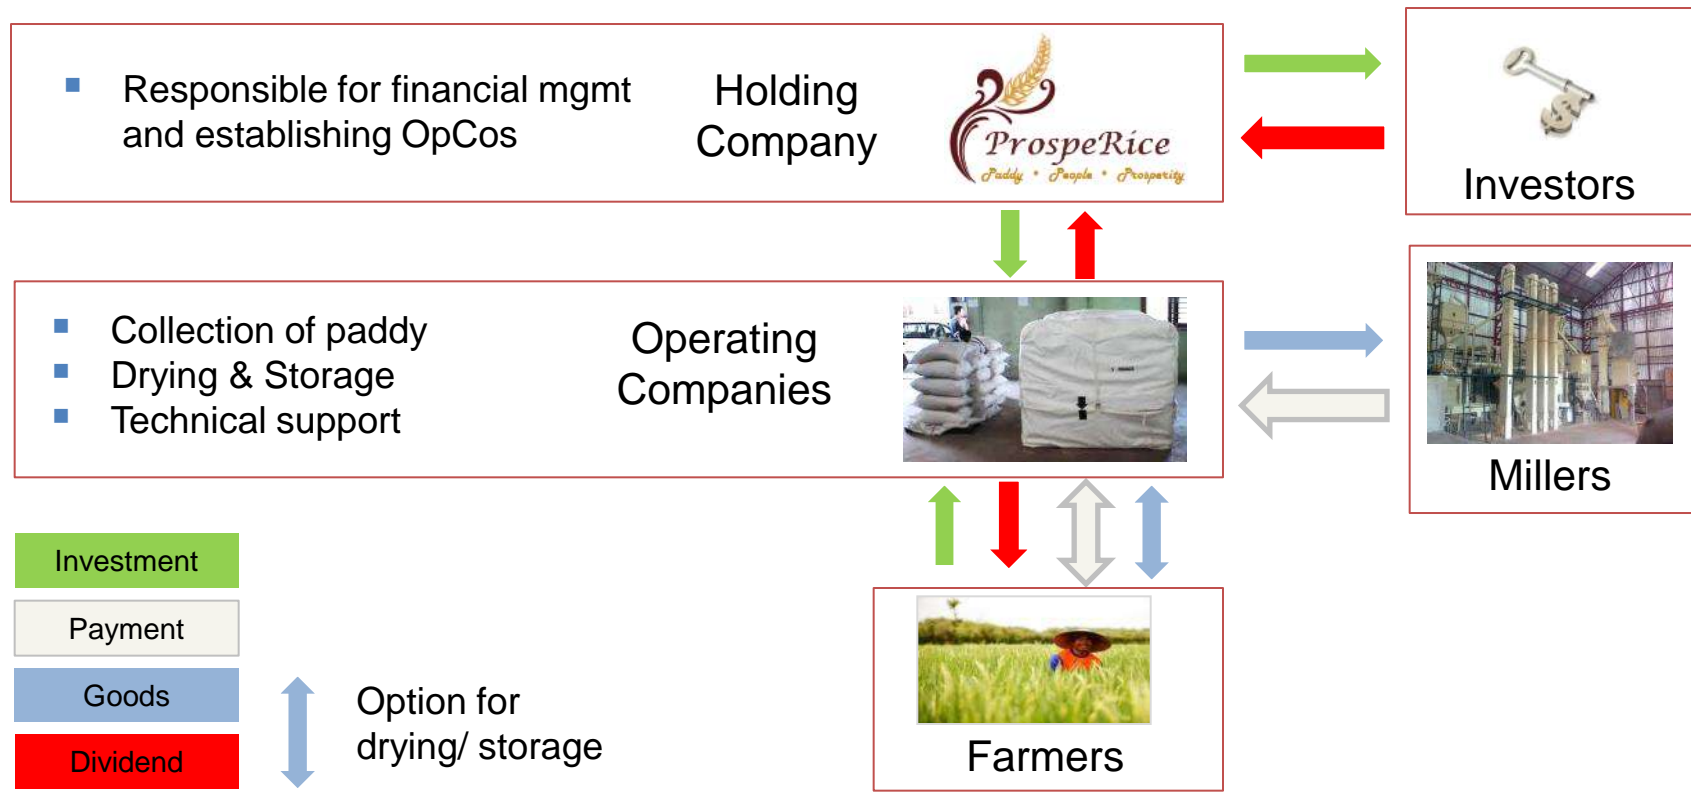 Responsible for financial mgmt
and establishing OpCos
Holding
Company
ProspeRice
Paddy • People • Prosperity
Investors
Collection of paddy
Drying & Storage
Technical support
Operating
Companies
Millers
Investment
Payment
Goods
Dividend
Option for
drying/ storage
Farmers